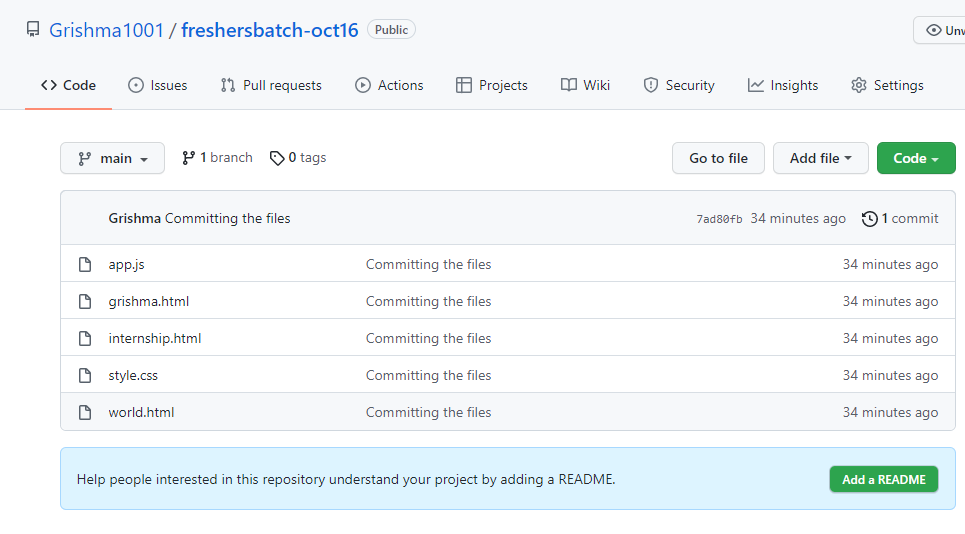 Grishma1001 / freshersbatch-oct16 Public
Code Issues Pull requests Actions Projects Wiki Security Insights Settings
main 1 branch 0 tags Go to file Add file Code
Grishma Committing the files 7ad80fb 34 minutes ago 1 commit
app.js Committing the files 34 minutes ago
grishma.html Committing the files 34 minutes ago
internship.html Committing the files 34 minutes ago
style.css Committing the files 34 minutes ago
world.html Committing the files 34 minutes ago
Help people interested in this repository understand your project by adding a README. Add a README